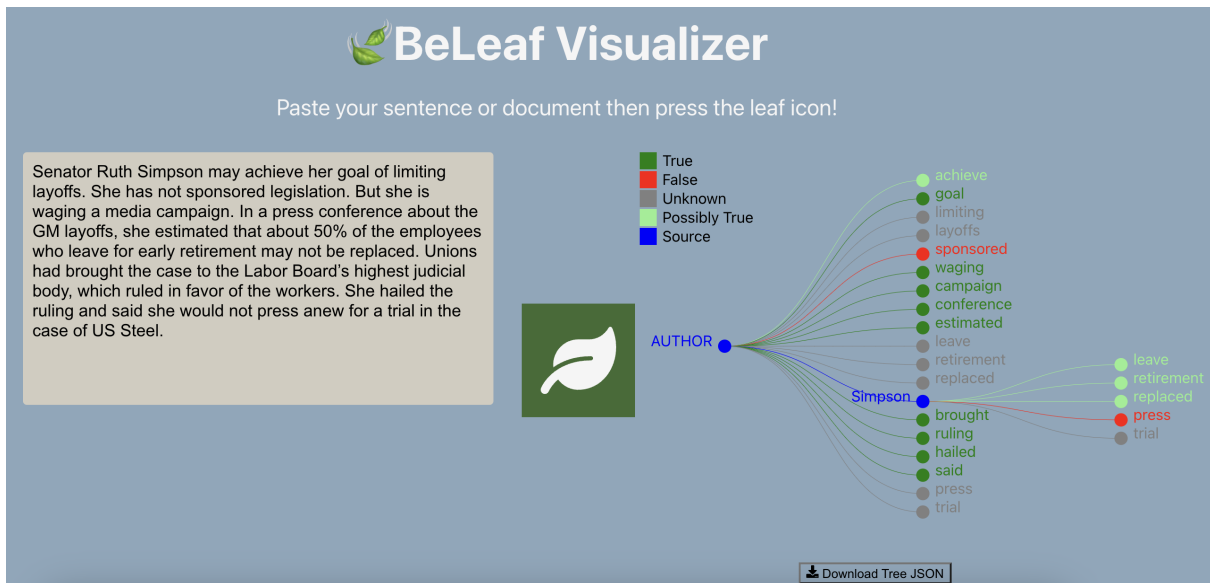 BeLeaf Visualizer
Paste your sentence or document then press the leaf icon!
Senator Ruth Simpson may achieve her goal of limiting
layoffs. She has not sponsored legislation. But she is
waging a media campaign. In a press conference about the
GM layoffs, she estimated that about 50% of the employees
who leave for early retirement may not be replaced. Unions
had brought the case to the Labor Board's highest judicial
body, which ruled in favor of the workers. She hailed the
ruling and said she would not press anew for a trial in the
case of US Steel.
True
False
Unknown
Possibly True
Source
AUTHOR
achieve
goal
limiting
layoffs
sponsored
waging
campaign
conference
estimated
leave
retirement
replaced
Simpson
brought
ruling
hailed
said
press
trial
leave
retirement
replaced
press
trial
Download Tree JSON